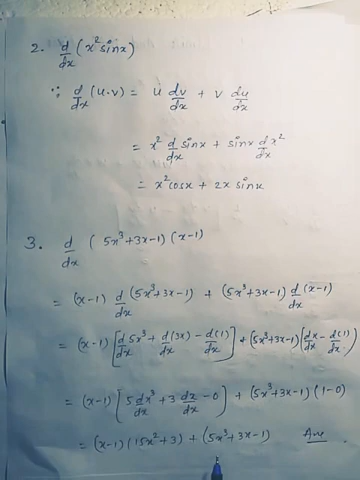 2. d/dx (x² sinx)
∵ d/dx (u·v) = u dv/dx + v du/dx
= x² d/dx sinx + sinx d/dx x²
= x² cosx + 2x sinx
3. d/dx (5x³+3x-1)(x-1)
= (x-1) d/dx (5x³+3x-1) + (5x³+3x-1) d/dx (x-1)
= (x-1) [d/dx 5x³ + d/dx (3x) - d/dx (1)] + (5x³+3x-1) [dx/dx - d/dx (1)]
= (x-1) [5 dx³/dx + 3 dx/dx - 0] + (5x³+3x-1) (1-0)
= (x-1) (15x²+3) + (5x³+3x-1) Ans